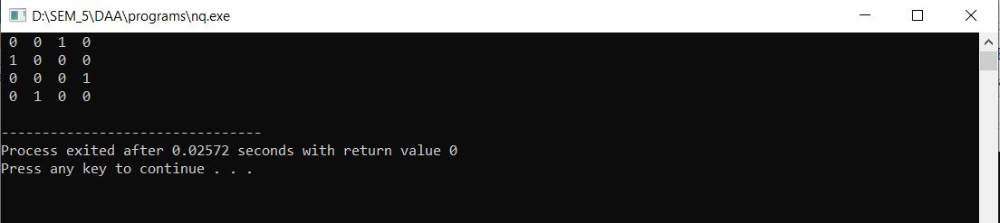 D:\SEM_5\DAA\programs\nq.exe
0 0 1 0
1 0 0 0
0 0 0 1
0 1 0 0
--------------------------------
Process exited after 0.02572 seconds with return value 0
Press any key to continue . . .